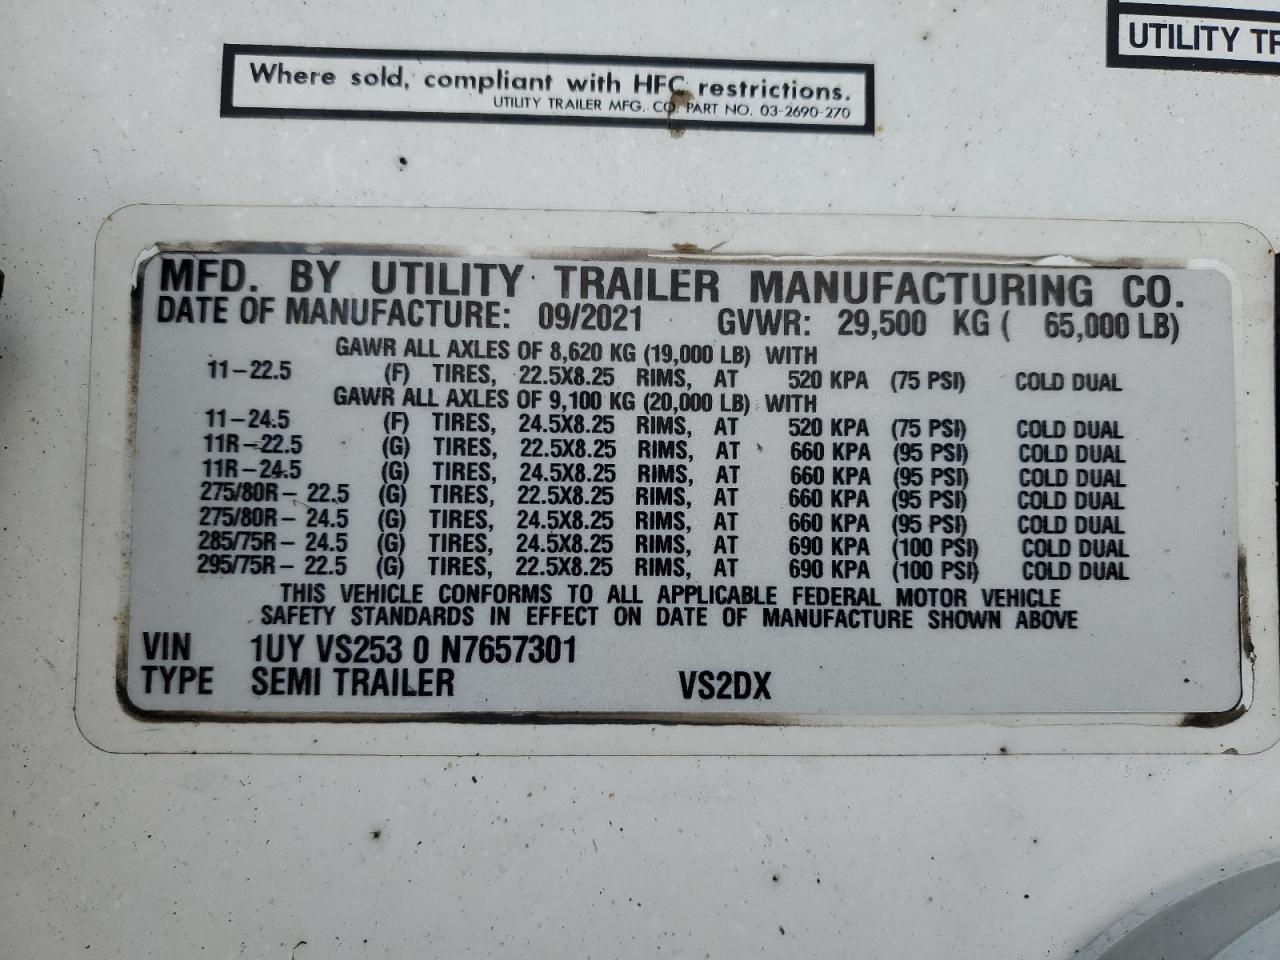 Where sold, compliant with HFC restrictions.
UTILITY TRAILER MFG. CO. PART NO. 03-2690-270
UTILITY
MFD. BY UTILITY TRAILER MANUFACTURING CO.
DATE OF MANUFACTURE: 09/2021 GVWR: 29,500 KG ( 65,000 LB)
GAWR ALL AXLES OF 8,620 KG (19,000 LB) WITH
11-22.5 (F) TIRES, 22.5X8.25 RIMS, AT 520 KPA (75 PSI) COLD DUAL
GAWR ALL AXLES OF 9,100 KG (20,000 LB) WITH
11-24.5 (F) TIRES, 24.5X8.25 RIMS, AT 520 KPA (75 PSI) COLD DUAL
11R-22.5 (G) TIRES, 22.5X8.25 RIMS, AT 660 KPA (95 PSI) COLD DUAL
11R-24.5 (G) TIRES, 24.5X8.25 RIMS, AT 660 KPA (95 PSI) COLD DUAL
275/80R- 22.5 (G) TIRES, 22.5X8.25 RIMS, AT 660 KPA (95 PSI) COLD DUAL
275/80R- 24.5 (G) TIRES, 24.5X8.25 RIMS, AT 660 KPA (95 PSI) COLD DUAL
285/75R- 24.5 (G) TIRES, 24.5X8.25 RIMS, AT 690 KPA (100 PSI) COLD DUAL
295/75R- 22.5 (G) TIRES, 22.5X8.25 RIMS, AT 690 KPA (100 PSI) COLD DUAL
THIS VEHICLE CONFORMS TO ALL APPLICABLE FEDERAL MOTOR VEHICLE
SAFETY STANDARDS IN EFFECT ON DATE OF MANUFACTURE SHOWN ABOVE
VIN 1UY VS253 0 N7657301
TYPE SEMI TRAILER VS2DX